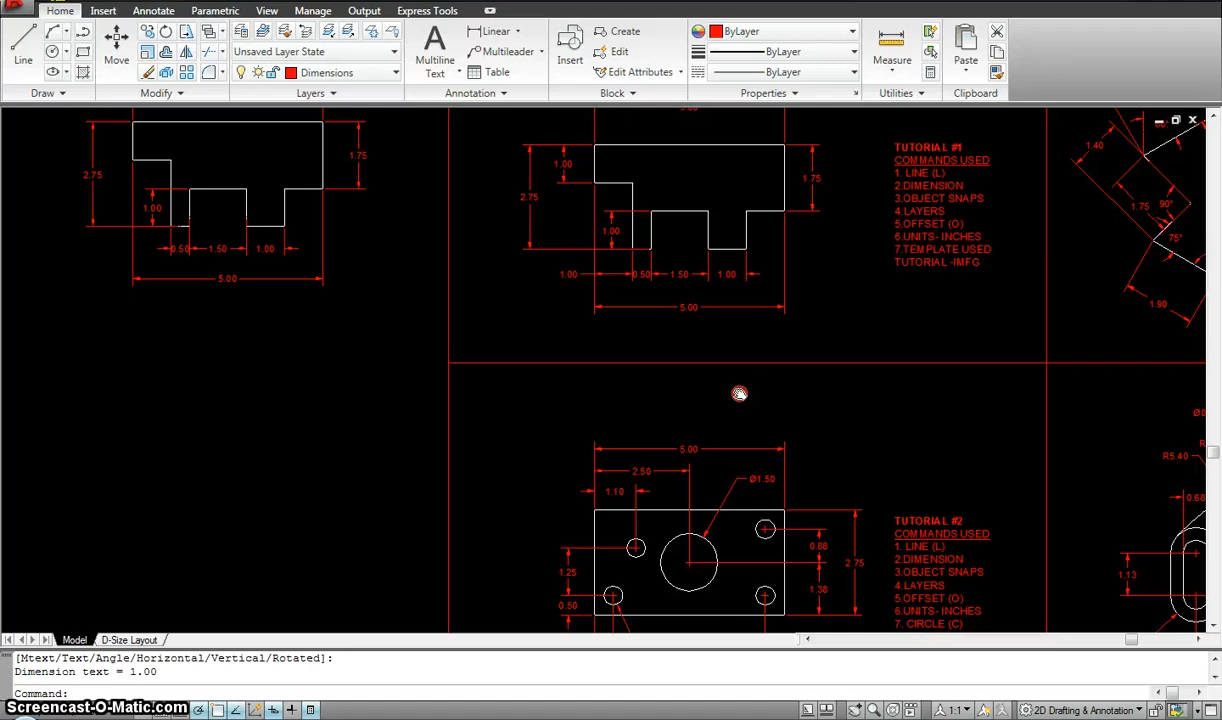 Home Insert Annotate Parametric View Manage Output Express Tools
Line
Move
Unsaved Layer State
Dimensions
Multiline
Text
Linear
Multileader
Table
Insert
Create
Edit
Edit Attributes
ByLayer
ByLayer
ByLayer
Measure
Paste
Draw Modify Layers Annotation Block Properties Utilities Clipboard
2.75
1.75
1.00
0.50 1.50 1.00
5.00
1.00
2.75
1.75
1.00
1.00 0.50 1.50 1.00
5.00
TUTORIAL #1
COMMANDS USED
1. LINE (L)
2.DIMENSION
3.OBJECT SNAPS
4.LAYERS
5.OFFSET (O)
6.UNITS- INCHES
7.TEMPLATE USED
TUTORIAL -IMFG
1.40
1.75
90°
75°
1.90
5.00
2.50
1.10
Ø1.50
0.88
2.75
1.38
1.25
0.50
TUTORIAL #2
COMMANDS USED
1. LINE (L)
2.DIMENSION
3.OBJECT SNAPS
4.LAYERS
5.OFFSET (O)
6.UNITS- INCHES
7. CIRCLE (C)
R5.40
0.68
1.13
Model D-Size Layout
[Mtext/Text/Angle/Horizontal/Vertical/Rotated]:
Dimension text = 1.00
Command:
Screencast-O-Matic.com
1:1 2D Drafting & Annotation